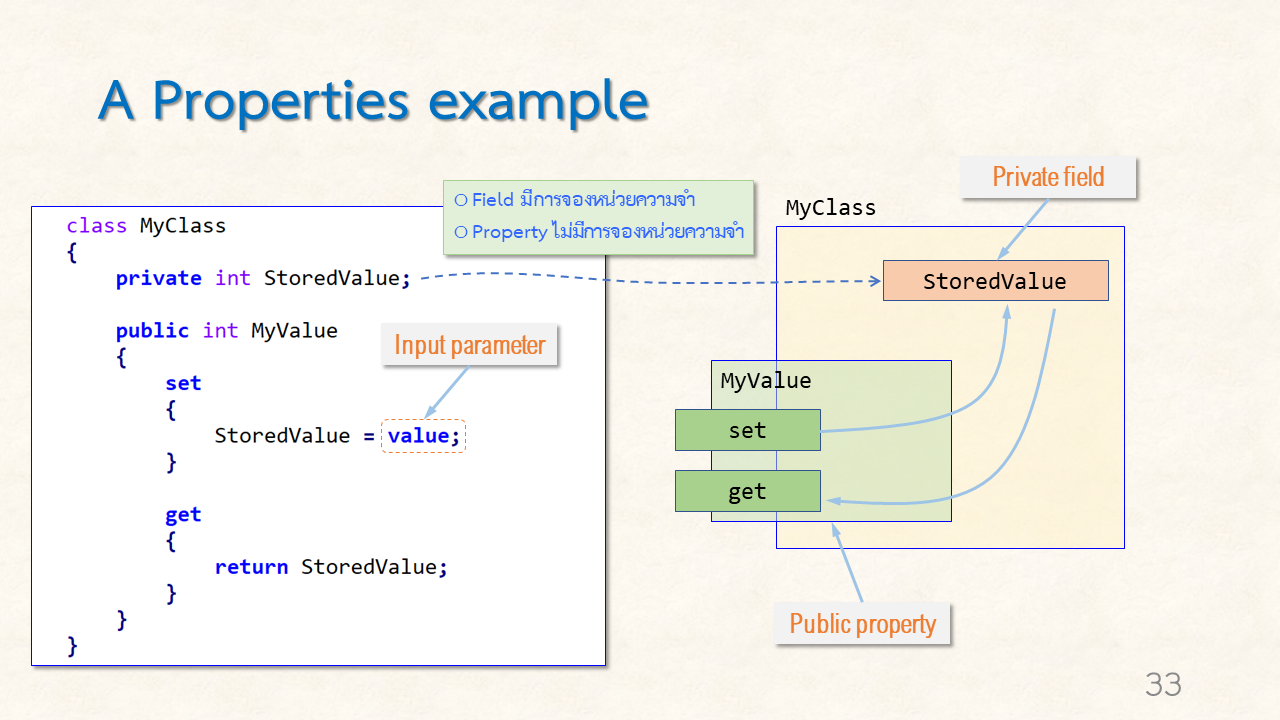 A Properties example
○ Field มีการจองหน่วยความจำ
○ Property ไม่มีการจองหน่วยความจำ
class MyClass
{
private int StoredValue;
public int MyValue
{
set
{
StoredValue = value;
}
get
{
return StoredValue;
}
}
}
Input parameter
Private field
MyClass
StoredValue
MyValue
set
get
Public property
33